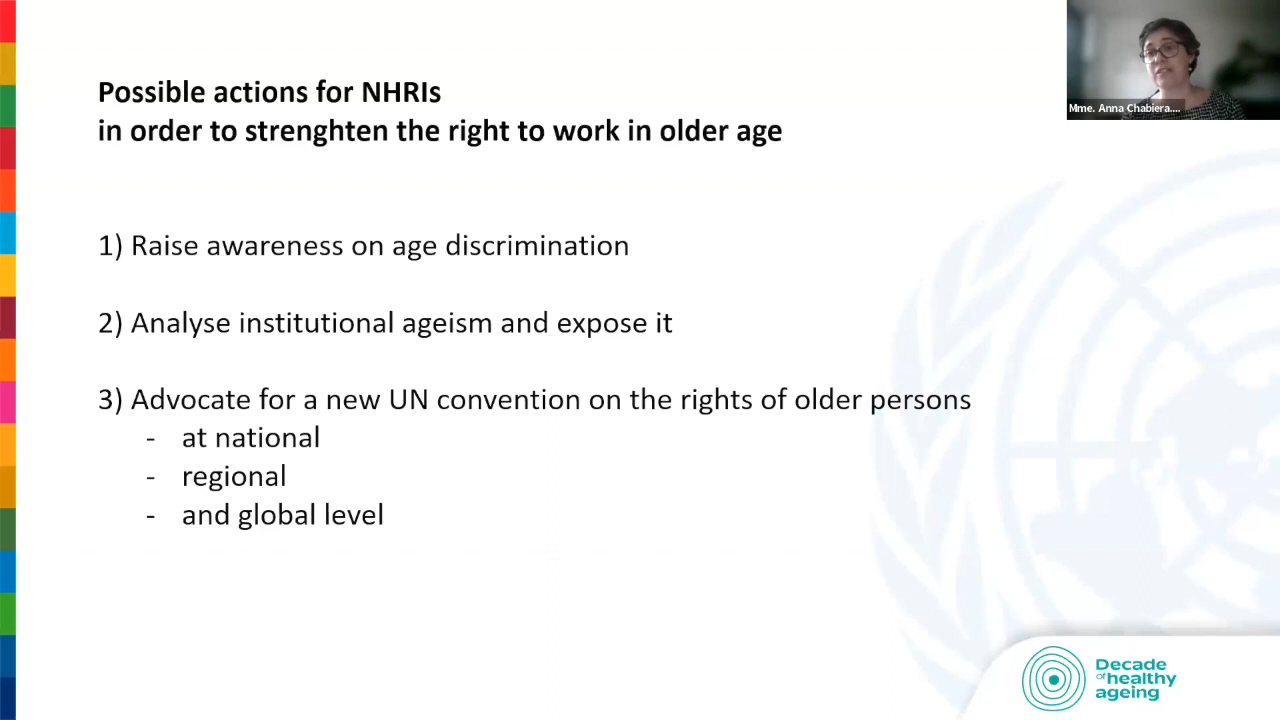 Possible actions for NHRIs
in order to strenghten the right to work in older age
Mme. Anna Chabiera....
1) Raise awareness on age discrimination
2) Analyse institutional ageism and expose it
3) Advocate for a new UN convention on the rights of older persons
- at national
- regional
- and global level
Decade
of healthy
ageing